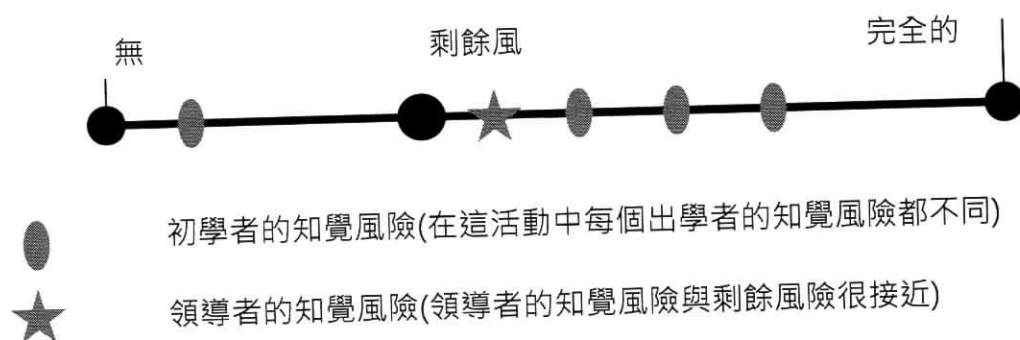 無
剩餘風
完全的
初學者的知覺風險(在這活動中每個出學者的知覺風險都不同)
領導者的知覺風險(領導者的知覺風險與剩餘風險很接近)